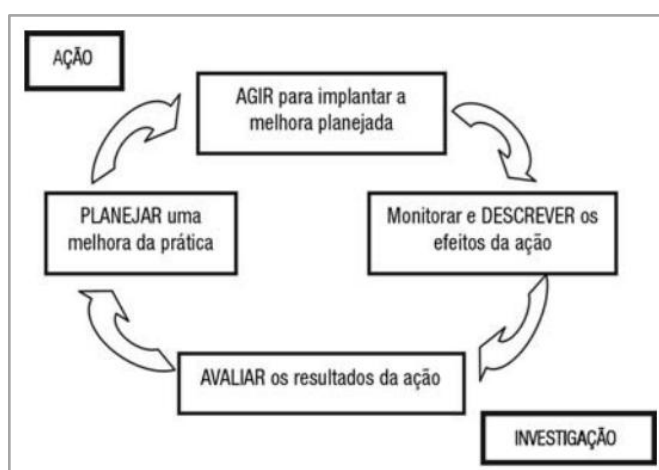 AÇÃO
AGIR para implantar a
melhora planejada
PLANEJAR uma
melhora da prática
Monitorar e DESCREVER os
efeitos da ação
AVALIAR os resultados da ação
INVESTIGAÇÃO